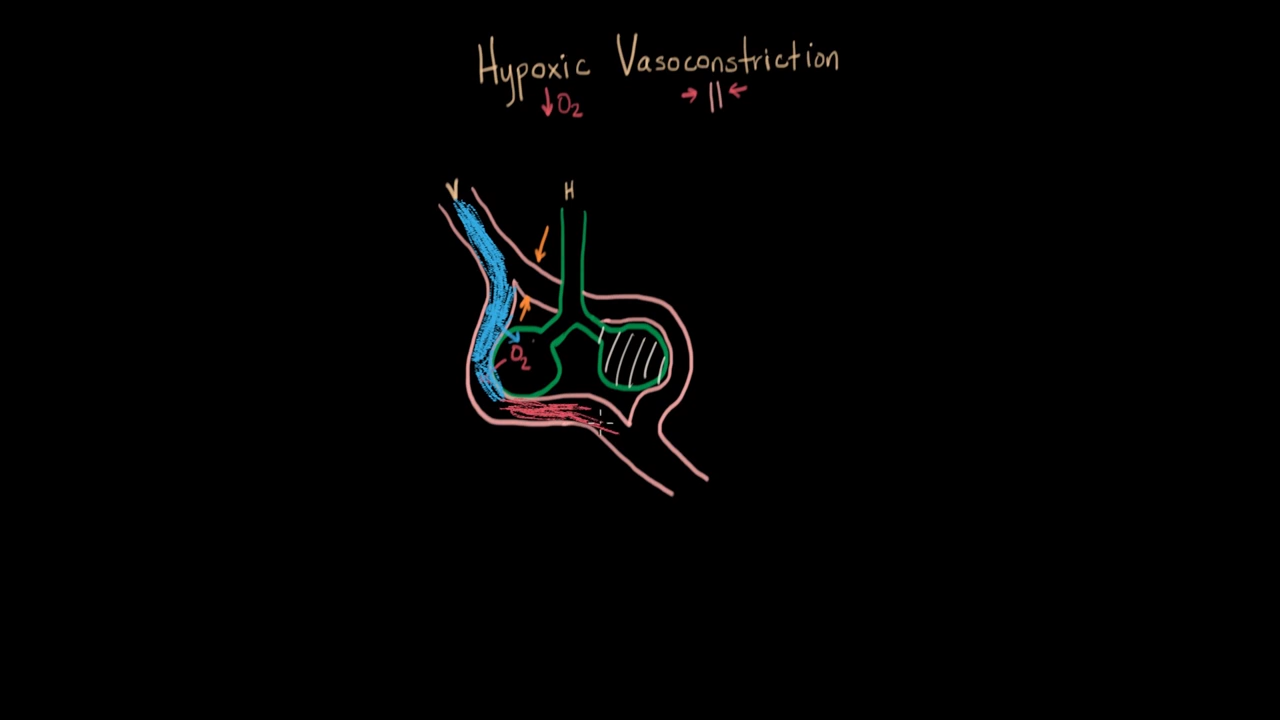 Hypoxic Vasoconstriction
↓O₂ →||←
V H
O₂